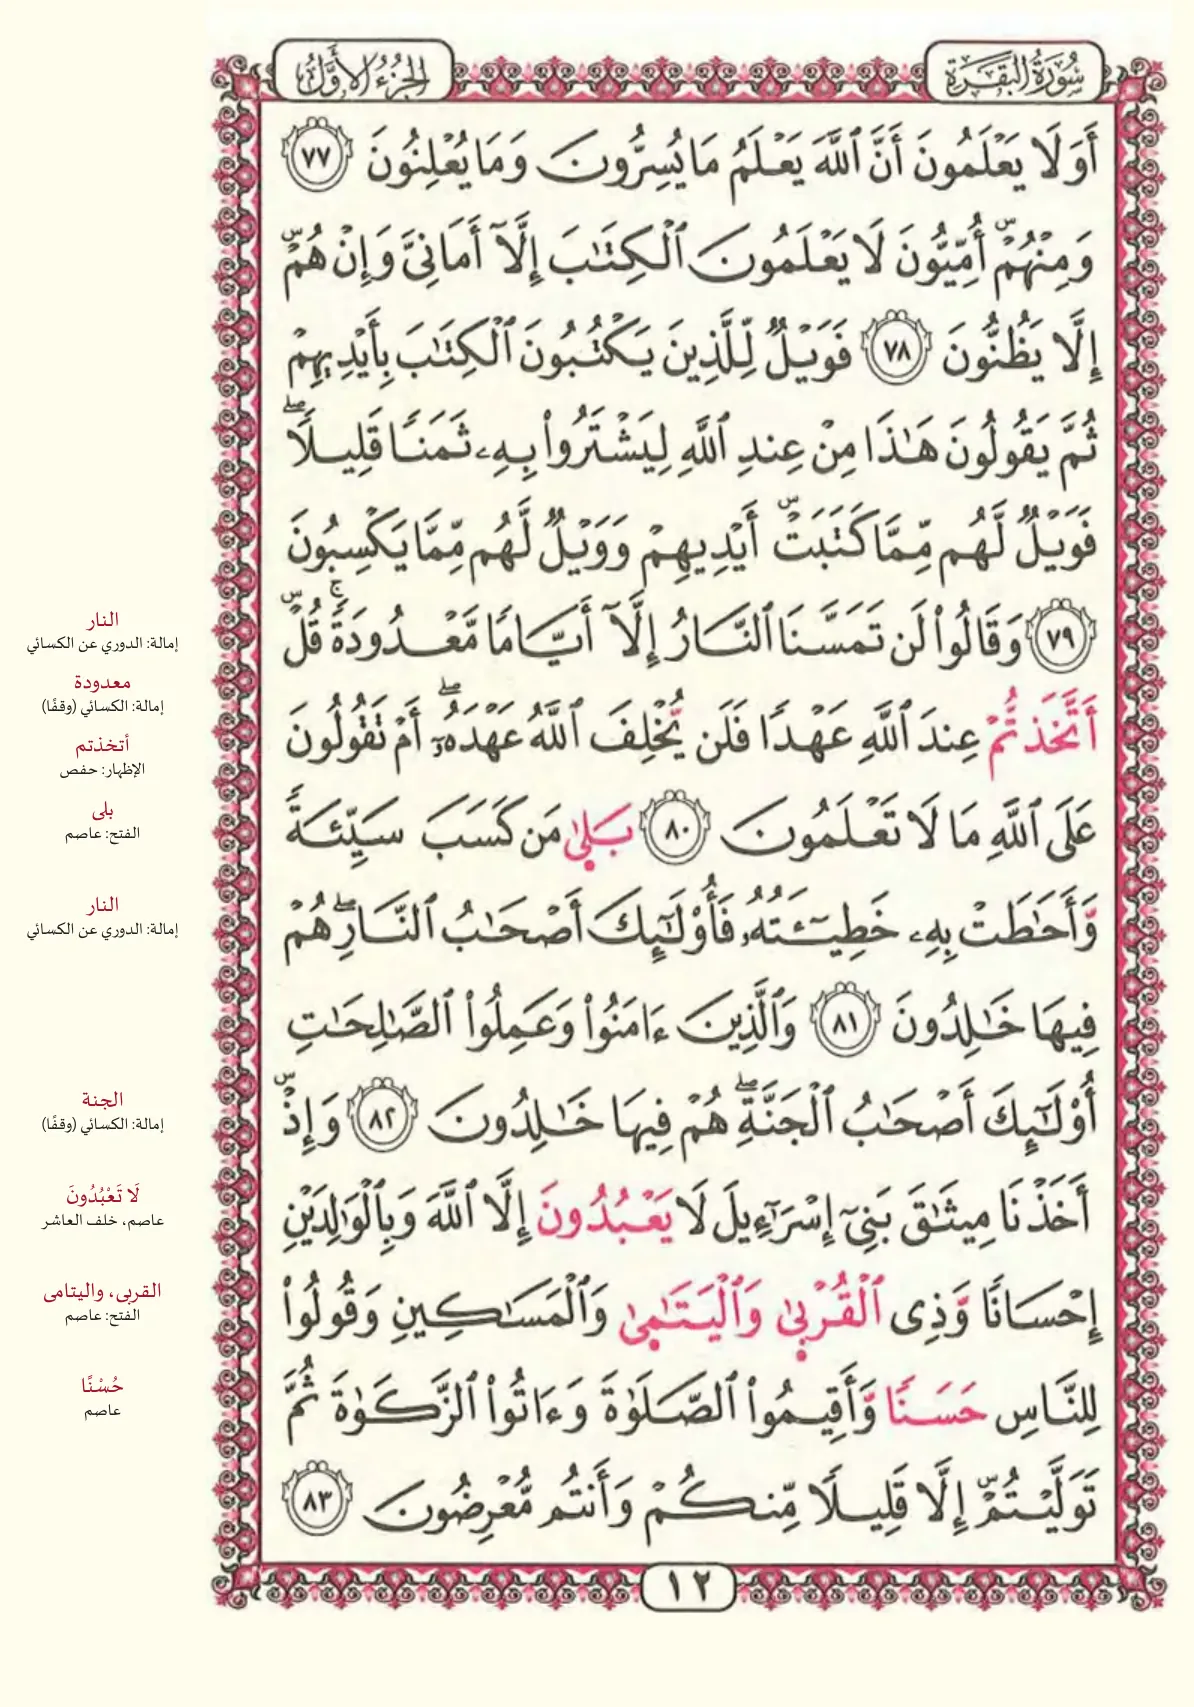 سُورَةُ البَقَرَةِ
الجُزْءُ الأَوَّلُ
أَوَلَا يَعْلَمُونَ أَنَّ ٱللَّهَ يَعْلَمُ مَا يُسِرُّونَ وَمَا يُعْلِنُونَ ٧٧
وَمِنْهُمْۜ أُمِّيُّونَ لَا يَعْلَمُونَ ٱلْكِتَٰبَ إِلَّآ أَمَانِيَّ وَإِنْ هُمْۜ
إِلَّا يَظُنُّونَ ٧٨ فَوَيْلٌ لِّلَّذِينَ يَكْتُبُونَ ٱلْكِتَٰبَ بِأَيْدِيهِمْ
ثُمَّ يَقُولُونَ هَٰذَا مِنْ عِندِ ٱللَّهِ لِيَشْتَرُوا۟ بِهِۦ ثَمَنًا قَلِيلًاۖ
فَوَيْلٌ لَّهُم مِّمَّا كَتَبَتْۜ أَيْدِيهِمْ وَوَيْلٌ لَّهُم مِّمَّا يَكْسِبُونَ
٧٩ وَقَالُوا۟ لَن تَمَسَّنَا ٱلنَّارُ إِلَّآ أَيَّامًا مَّعْدُودَةًۚ قُلْۜ
أَتَّخَذتُّمْ عِندَ ٱللَّهِ عَهْدًا فَلَن يُّخْلِفَ ٱللَّهُ عَهْدَهُۥٓۖ أَمْ تَقُولُونَ
عَلَى ٱللَّهِ مَا لَا تَعْلَمُونَ ٨٠ بَلَىٰ مَن كَسَبَ سَيِّئَةً
وَّأَحَٰطَتْ بِهِۦ خَطِيٓـَٔتُهُۥ فَأُو۟لَٰٓئِكَ أَصْحَٰبُ ٱلنَّارِۖ هُمْ
فِيهَا خَٰلِدُونَ ٨١ وَٱلَّذِينَ ءَامَنُوا۟ وَعَمِلُوا۟ ٱلصَّٰلِحَٰتِ
أُو۟لَٰٓئِكَ أَصْحَٰبُ ٱلْجَنَّةِۖ هُمْ فِيهَا خَٰلِدُونَ ٨٢ وَإِذْۜ
أَخَذْنَا مِيثَٰقَ بَنِىٓ إِسْرَٰٓءِيلَ لَا يَعْبُدُونَ إِلَّا ٱللَّهَ وَبِٱلْوَٰلِدَيْنِ
إِحْسَانًا وَّذِى ٱلْقُرْبَىٰ وَٱلْيَتَٰمَىٰ وَٱلْمَسَٰكِينِ وَقُولُوا۟
لِلنَّاسِ حَسَنًا وَّأَقِيمُوا۟ ٱلصَّلَوٰةَ وَءَاتُوا۟ ٱلزَّكَوٰةَ ثُمَّ
تَوَلَّيْتُمْۜ إِلَّا قَلِيلًا مِّنكُمْ وَأَنتُم مُّعْرِضُونَ ٨٣
١٢
النار
إمالة: الدوري عن الكسائي
معدودة
إمالة: الكسائي (وقفًا)
أتخذتم
الإظهار: حفص
بلى
الفتح: عاصم
النار
إمالة: الدوري عن الكسائي
الجنة
إمالة: الكسائي (وقفًا)
لَا تَعْبُدُونَ
عاصم، خلف العاشر
القربى، واليتامى
الفتح: عاصم
حُسْنًا
عاصم